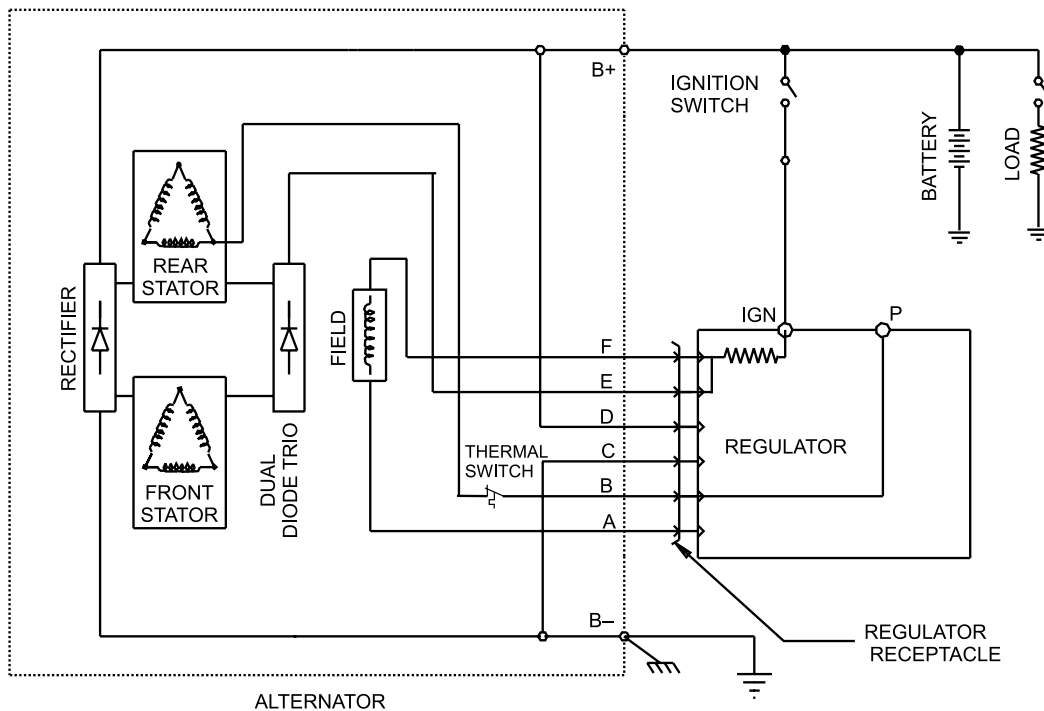 B+
IGNITION
SWITCH
BATTERY
LOAD
REAR
STATOR
RECTIFIER
FIELD
IGN
P
F
E
D
C
B
A
REGULATOR
THERMAL
SWITCH
DUAL
DIODE TRIO
FRONT
STATOR
B–
REGULATOR
RECEPTACLE
ALTERNATOR